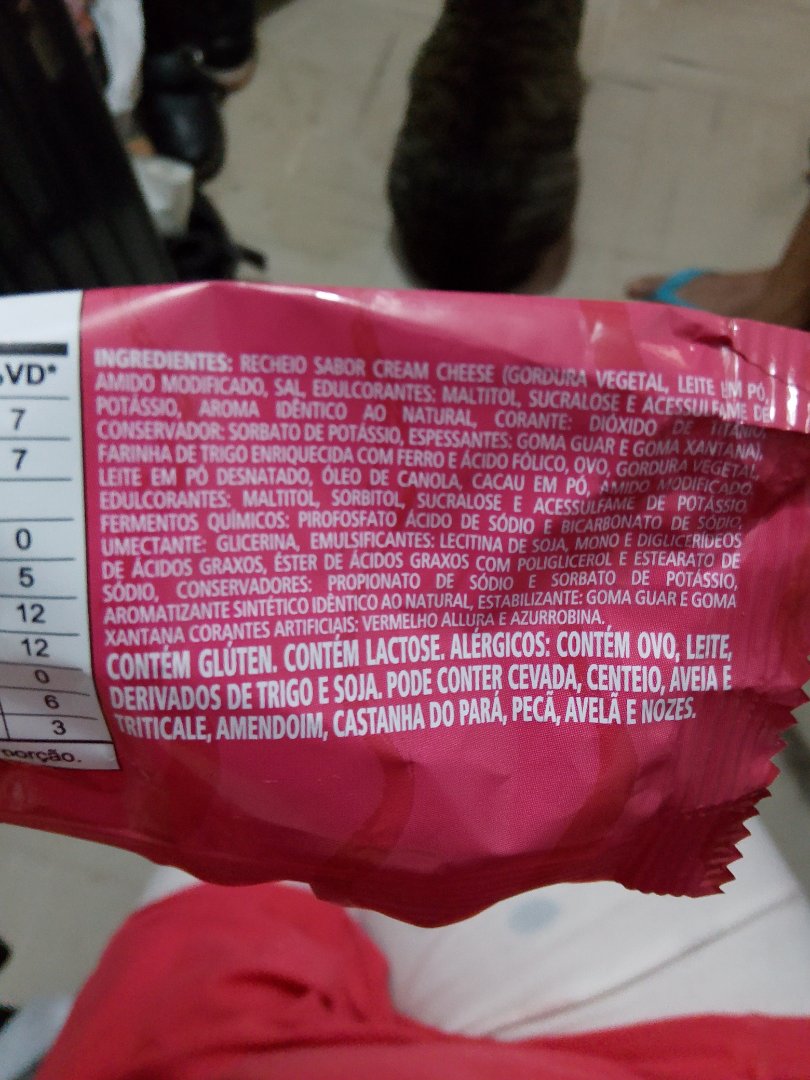 %VD*
7
7
0
5
12
12
0
6
3
porção.
INGREDIENTES: RECHEIO SABOR CREAM CHEESE (GORDURA VEGETAL, LEITE EM PÓ,
AMIDO MODIFICADO, SAL, EDULCORANTES: MALTITOL, SUCRALOSE E ACESSULFAME DE
POTÁSSIO, AROMA IDÊNTICO AO NATURAL, CORANTE: DIÓXIDO DE TITÂNIO,
CONSERVADOR: SORBATO DE POTÁSSIO, ESPESSANTES: GOMA GUAR E GOMA XANTANA),
FARINHA DE TRIGO ENRIQUECIDA COM FERRO E ÁCIDO FÓLICO, OVO, GORDURA VEGETAL,
LEITE EM PÓ DESNATADO, ÓLEO DE CANOLA, CACAU EM PÓ, AMIDO MODIFICADO,
EDULCORANTES: MALTITOL, SORBITOL, SUCRALOSE E ACESSULFAME DE POTÁSSIO,
FERMENTOS QUÍMICOS: PIROFOSFATO ÁCIDO DE SÓDIO E BICARBONATO DE SÓDIO,
UMECTANTE: GLICERINA, EMULSIFICANTES: LECITINA DE SOJA, MONO E DIGLICERÍDEOS
DE ÁCIDOS GRAXOS, ÉSTER DE ÁCIDOS GRAXOS COM POLIGLICEROL E ESTEARATO DE
SÓDIO, CONSERVADORES: PROPIONATO DE SÓDIO E SORBATO DE POTÁSSIO,
AROMATIZANTE SINTÉTICO IDÊNTICO AO NATURAL, ESTABILIZANTE: GOMA GUAR E GOMA
XANTANA CORANTES ARTIFICIAIS: VERMELHO ALLURA E AZURROBINA.
CONTÉM GLÚTEN. CONTÉM LACTOSE. ALÉRGICOS: CONTÉM OVO, LEITE,
DERIVADOS DE TRIGO E SOJA. PODE CONTER CEVADA, CENTEIO, AVEIA E
TRITICALE, AMENDOIM, CASTANHA DO PARÁ, PECÃ, AVELÃ E NOZES.